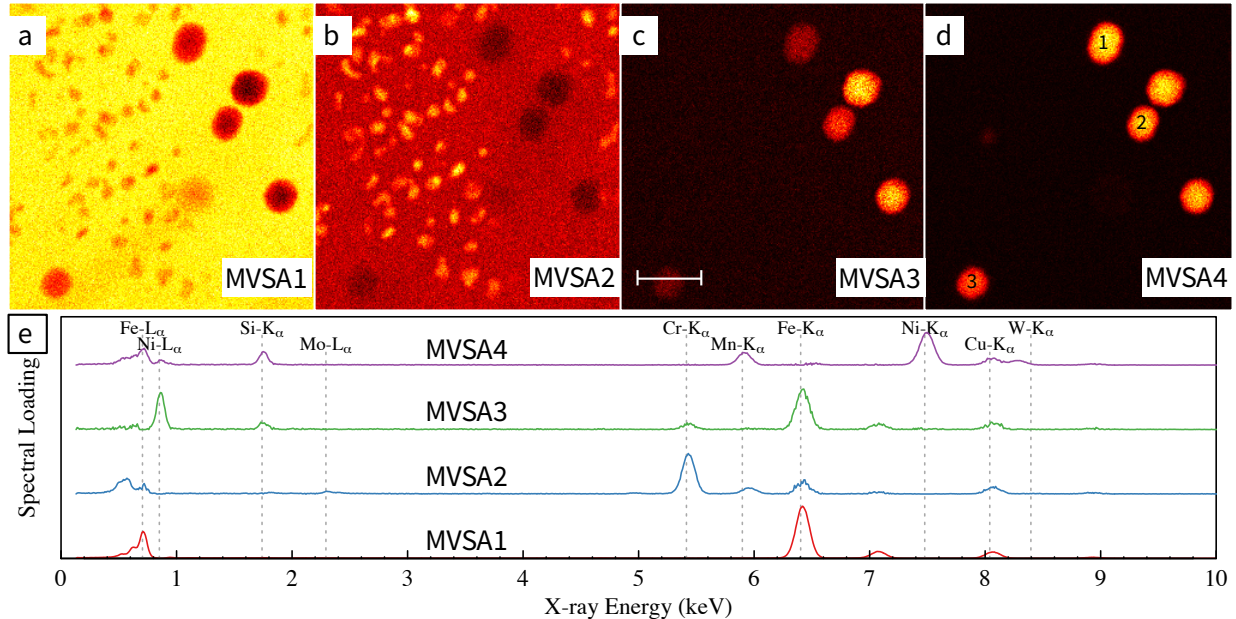 a
b
c
d
1
2
3
MVSA1
MVSA2
MVSA3
MVSA4
e
Fe-Lα
Ni-Lα
Si-Kα
Mo-Lα
Cr-Kα
Mn-Kα
Fe-Kα
Ni-Kα
Cu-Kα
W-Kα
MVSA4
MVSA3
MVSA2
MVSA1
Spectral Loading
0 1 2 3 4 5 6 7 8 9 10
X-ray Energy (keV)